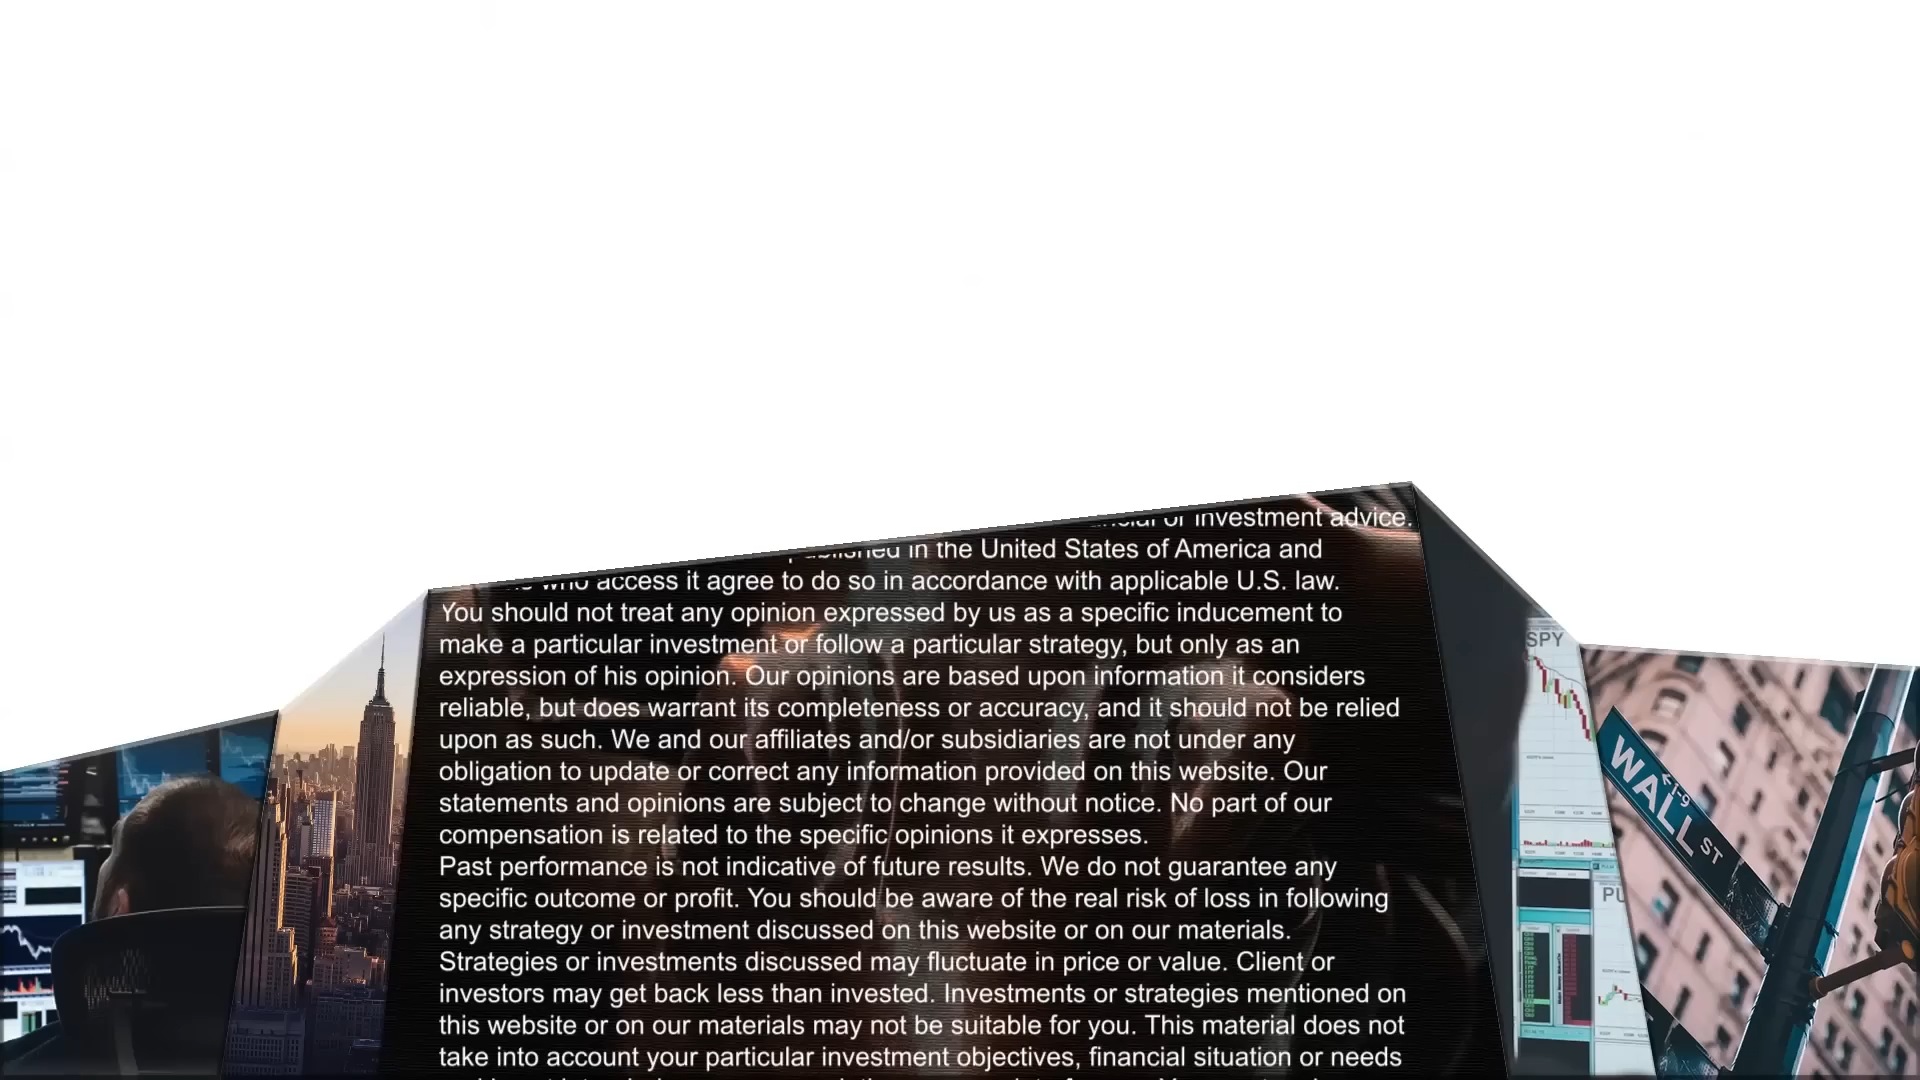 or investment advice.
in the United States of America and
who access it agree to do so in accordance with applicable U.S. law.
You should not treat any opinion expressed by us as a specific inducement to
make a particular investment or follow a particular strategy, but only as an
expression of his opinion. Our opinions are based upon information it considers
reliable, but does warrant its completeness or accuracy, and it should not be relied
upon as such. We and our affiliates and/or subsidiaries are not under any
obligation to update or correct any information provided on this website. Our
statements and opinions are subject to change without notice. No part of our
compensation is related to the specific opinions it expresses.
Past performance is not indicative of future results. We do not guarantee any
specific outcome or profit. You should be aware of the real risk of loss in following
any strategy or investment discussed on this website or on our materials.
Strategies or investments discussed may fluctuate in price or value. Client or
investors may get back less than invested. Investments or strategies mentioned on
this website or on our materials may not be suitable for you. This material does not
take into account your particular investment objectives, financial situation or needs
SPY
PU
WALL ST